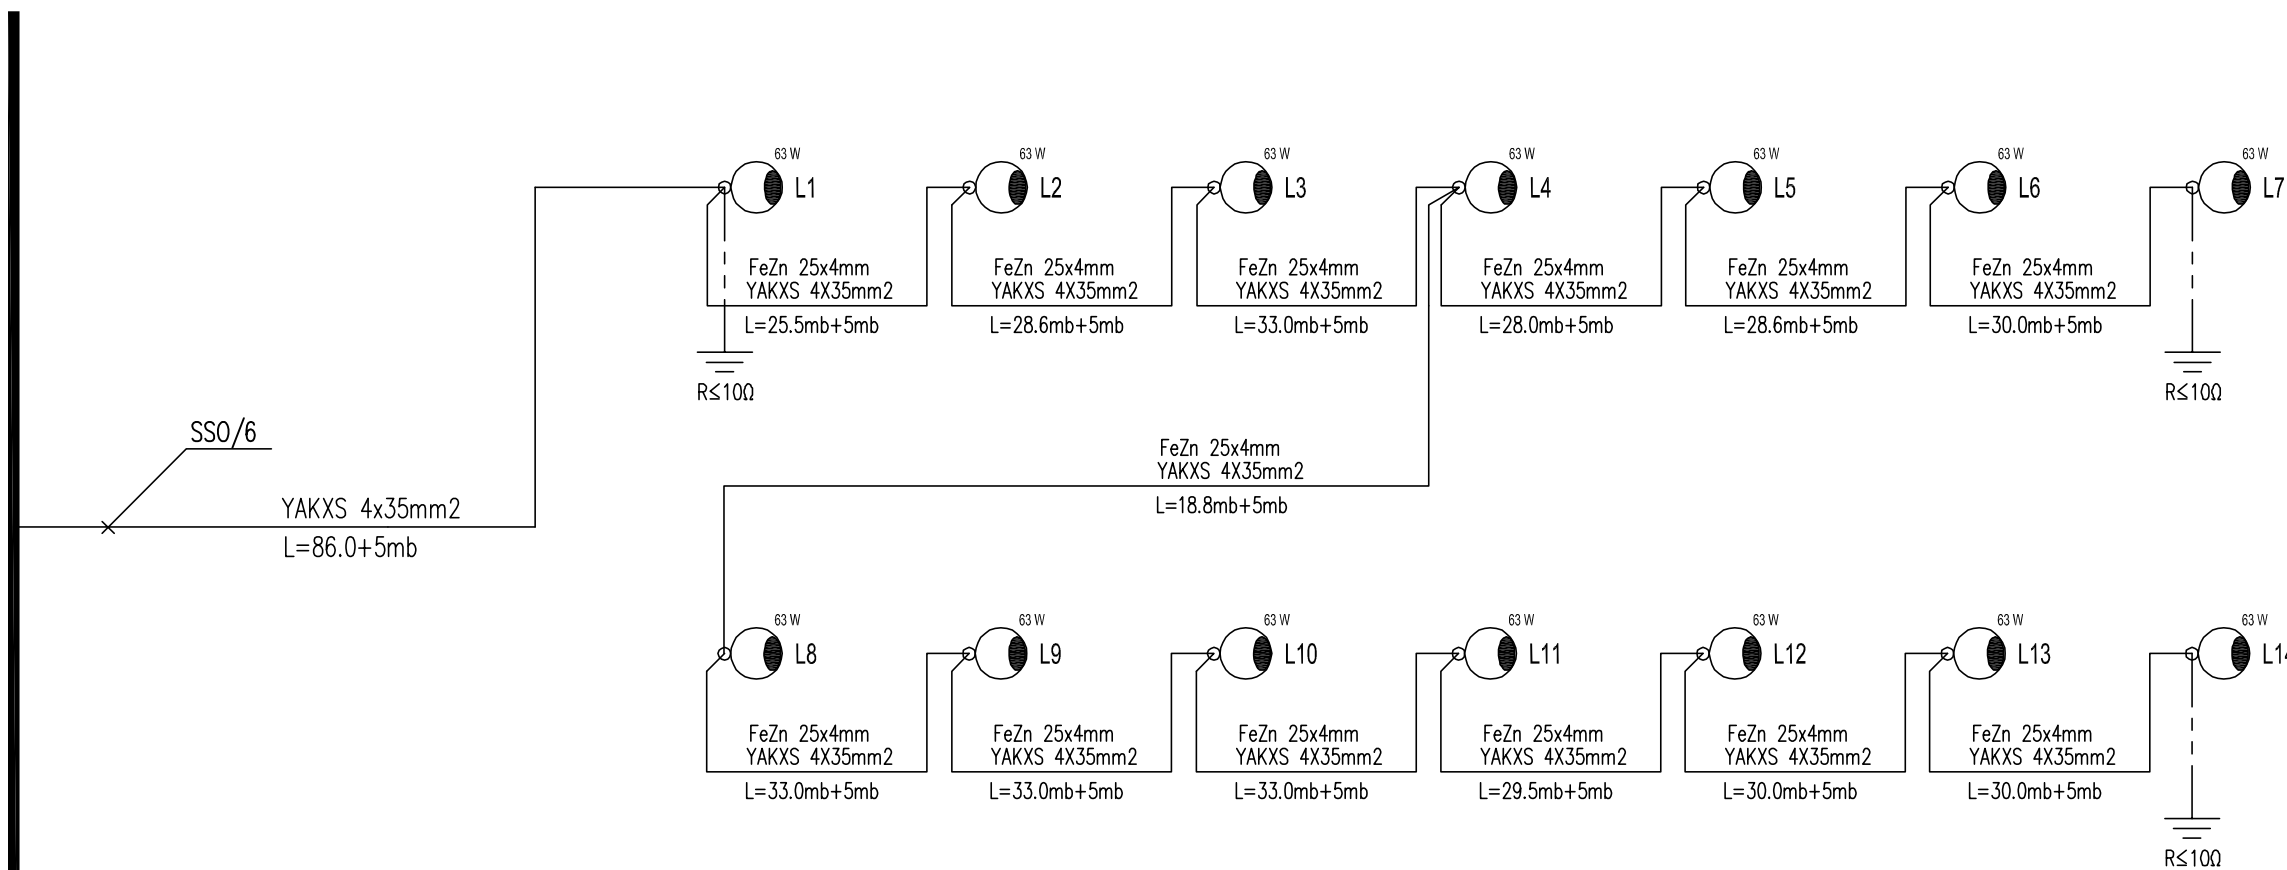 63 W
63 W
63 W
63 W
63 W
63 W
63 W
L1
L2
L3
L4
L5
L6
L7
FeZn 25x4mm
YAKXS 4X35mm2
L=25.5mb+5mb
FeZn 25x4mm
YAKXS 4X35mm2
L=28.6mb+5mb
FeZn 25x4mm
YAKXS 4X35mm2
L=33.0mb+5mb
FeZn 25x4mm
YAKXS 4X35mm2
L=28.0mb+5mb
FeZn 25x4mm
YAKXS 4X35mm2
L=28.6mb+5mb
FeZn 25x4mm
YAKXS 4X35mm2
L=30.0mb+5mb
R≤10Ω
R≤10Ω
SSO/6
YAKXS 4x35mm2
L=86.0+5mb
FeZn 25x4mm
YAKXS 4X35mm2
L=18.8mb+5mb
63 W
63 W
63 W
63 W
63 W
63 W
63 W
L8
L9
L10
L11
L12
L13
L14
FeZn 25x4mm
YAKXS 4X35mm2
L=33.0mb+5mb
FeZn 25x4mm
YAKXS 4X35mm2
L=33.0mb+5mb
FeZn 25x4mm
YAKXS 4X35mm2
L=33.0mb+5mb
FeZn 25x4mm
YAKXS 4X35mm2
L=29.5mb+5mb
FeZn 25x4mm
YAKXS 4X35mm2
L=30.0mb+5mb
FeZn 25x4mm
YAKXS 4X35mm2
L=30.0mb+5mb
R≤10Ω